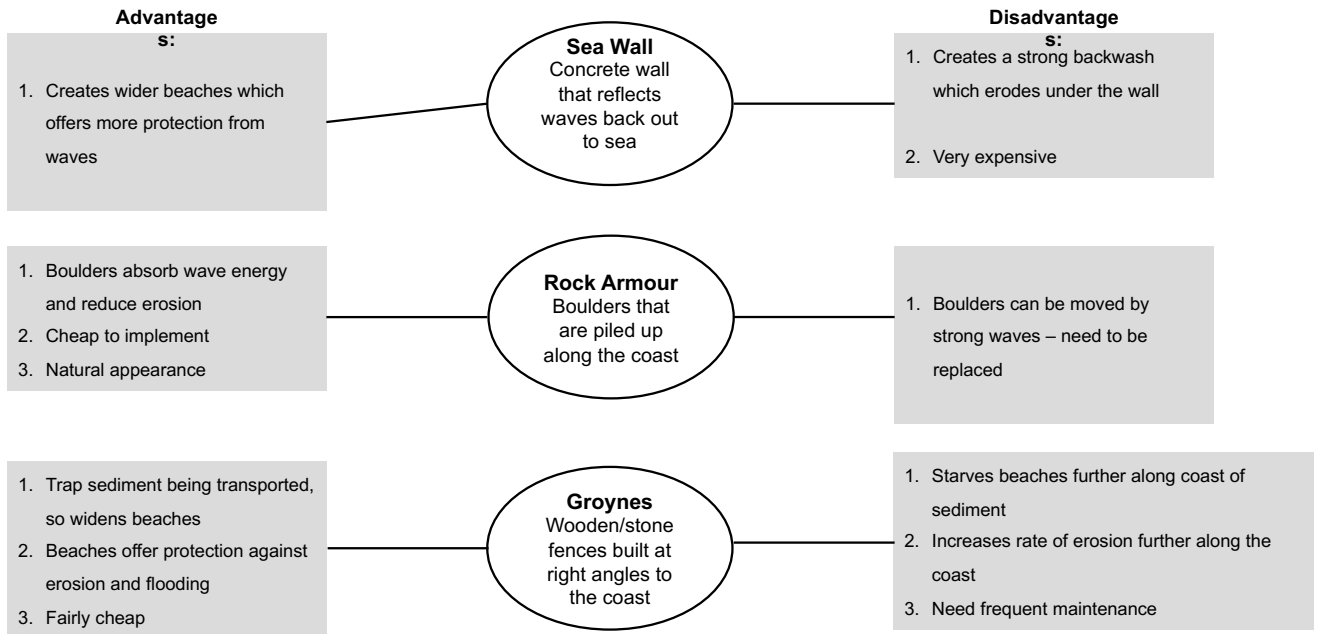 Advantage
s:
Disadvantage
s:
1. Creates wider beaches which
offers more protection from
waves
Sea Wall
Concrete wall
that reflects
waves back out
to sea
1. Creates a strong backwash
which erodes under the wall
2. Very expensive
1. Boulders absorb wave energy
and reduce erosion
2. Cheap to implement
3. Natural appearance
Rock Armour
Boulders that
are piled up
along the coast
1. Boulders can be moved by
strong waves – need to be
replaced
1. Trap sediment being transported,
so widens beaches
2. Beaches offer protection against
erosion and flooding
3. Fairly cheap
Groynes
Wooden/stone
fences built at
right angles to
the coast
1. Starves beaches further along coast of
sediment
2. Increases rate of erosion further along the
coast
3. Need frequent maintenance